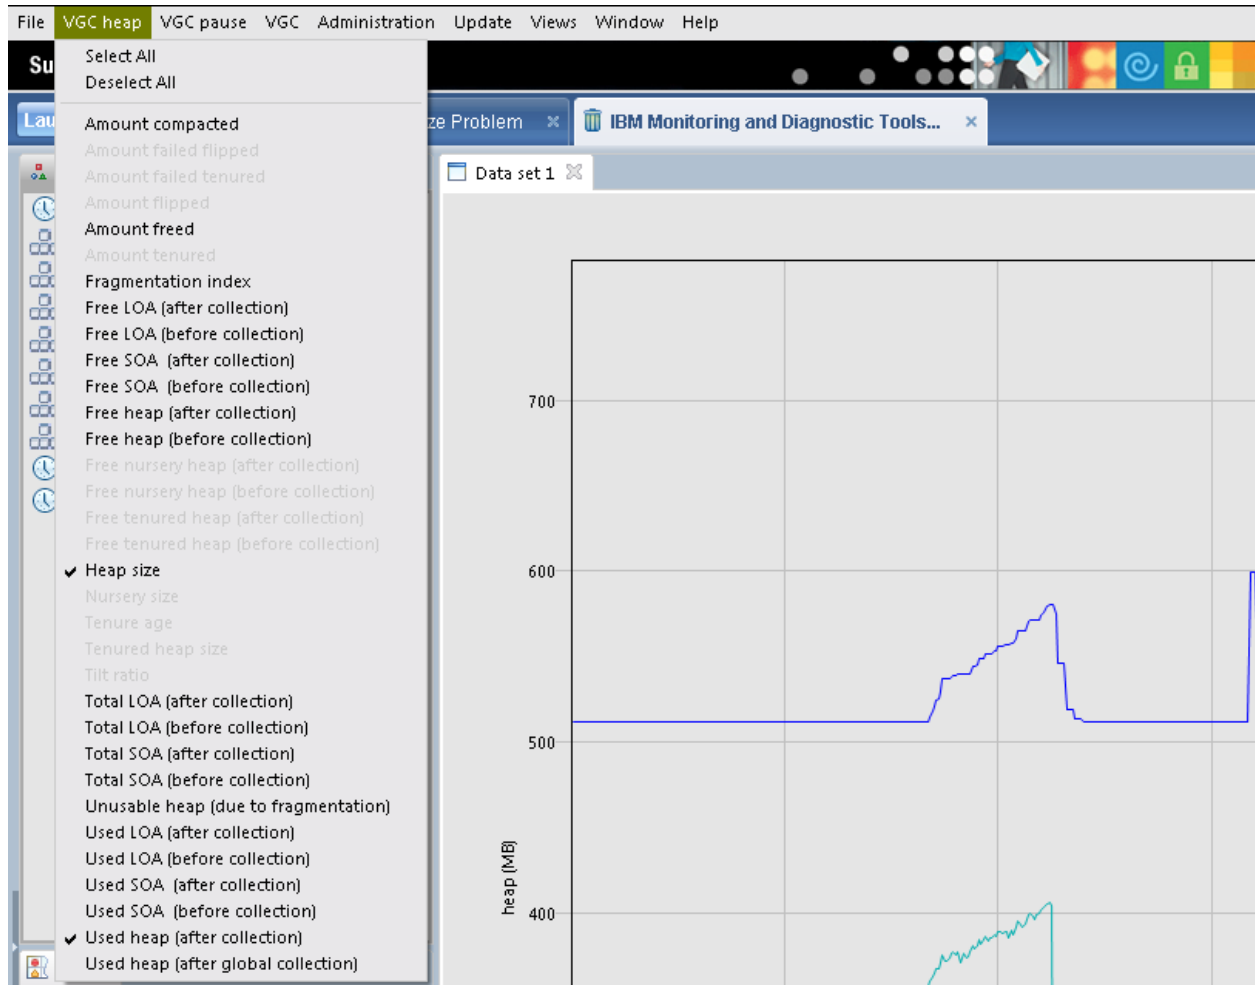 File VGC heap VGC pause VGC Administration Update Views Window Help
Su
Select All
Deselect All
Lau
ze Problem
IBM Monitoring and Diagnostic Tools...
Data set 1
Amount compacted
Amount failed flipped
Amount failed tenured
Amount flipped
Amount freed
Amount tenured
Fragmentation index
Free LOA (after collection)
Free LOA (before collection)
Free SOA (after collection)
Free SOA (before collection)
Free heap (after collection)
Free heap (before collection)
Free nursery heap (after collection)
Free nursery heap (before collection)
Free tenured heap (after collection)
Free tenured heap (before collection)
Heap size
Nursery size
Tenure age
Tenured heap size
Tilt ratio
Total LOA (after collection)
Total LOA (before collection)
Total SOA (after collection)
Total SOA (before collection)
Unusable heap (due to fragmentation)
Used LOA (after collection)
Used LOA (before collection)
Used SOA (after collection)
Used SOA (before collection)
Used heap (after collection)
Used heap (after global collection)
700
600
500
400
heap (MB)